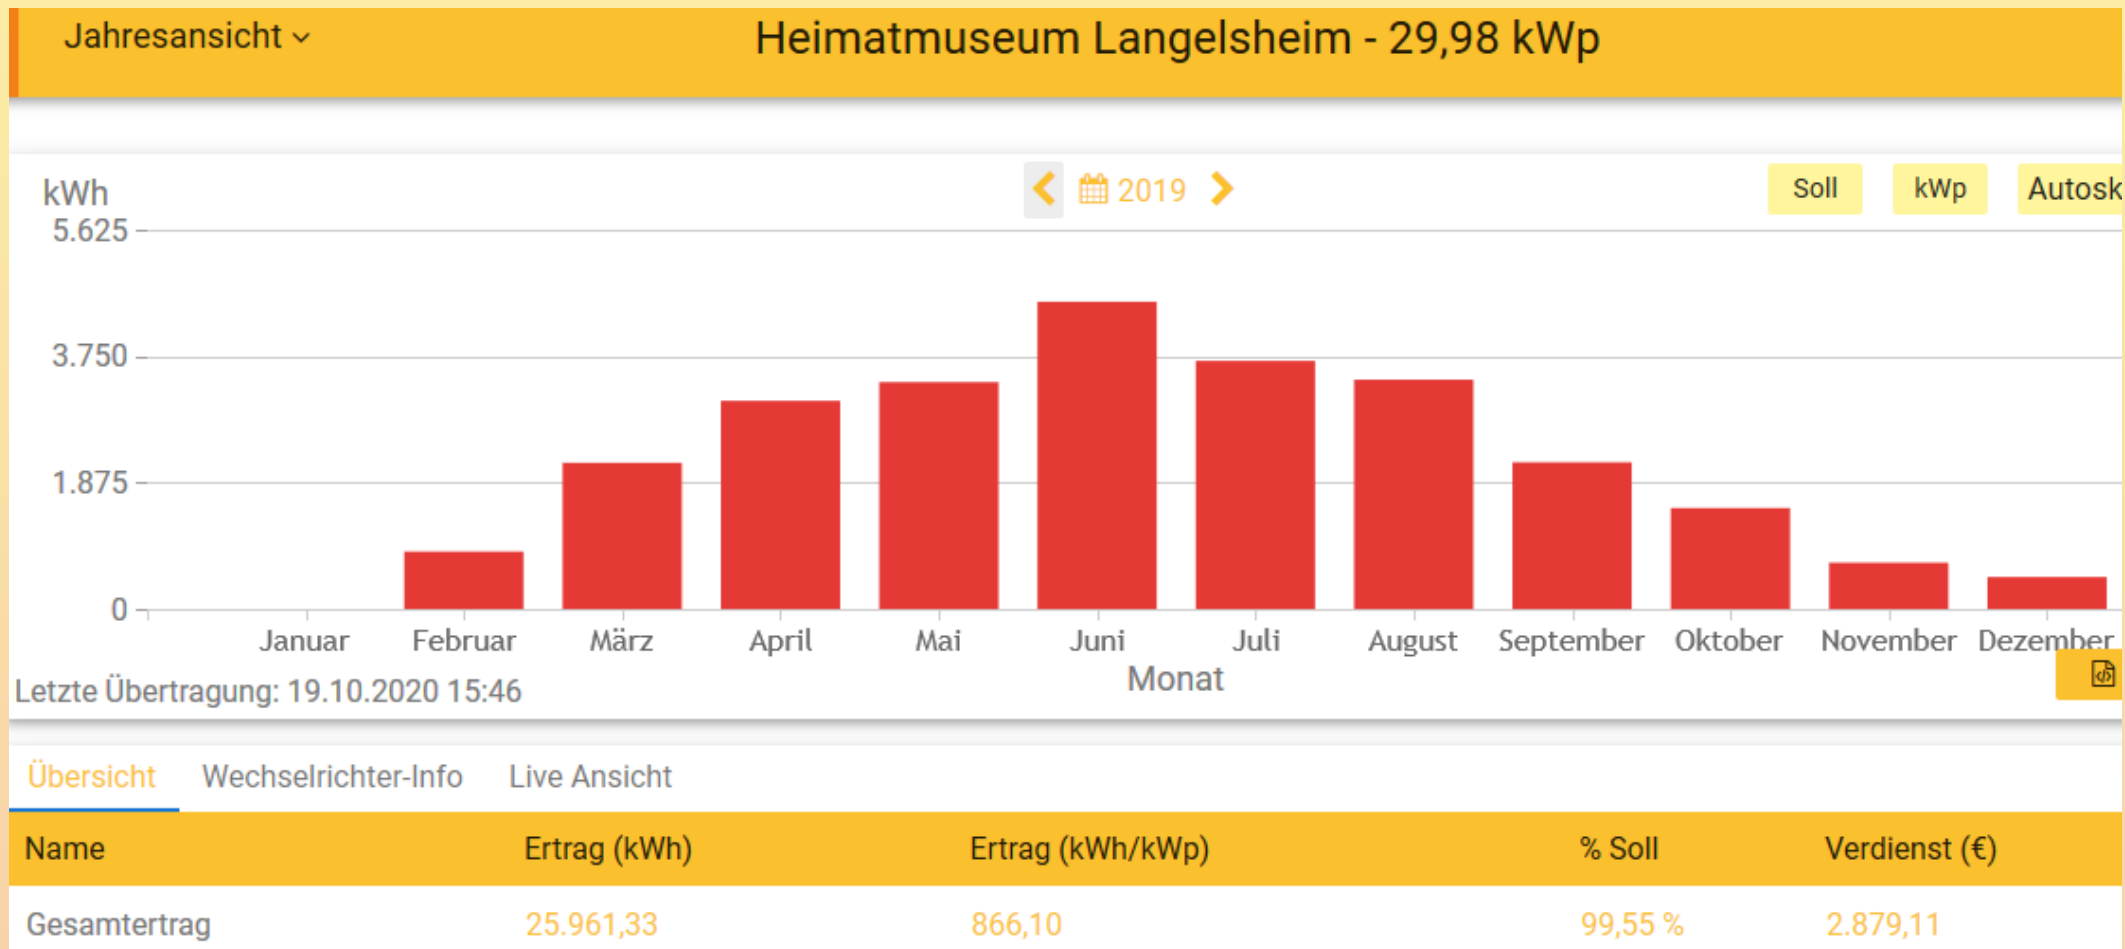 Jahresansicht
Heimatmuseum Langelsheim - 29,98 kWp
kWh
2019
Soll
kWp
Autosk
5.625
3.750
1.875
0
Januar Februar März April Mai Juni Juli August September Oktober November Dezember
Monat
Letzte Übertragung: 19.10.2020 15:46
Übersicht Wechselrichter-Info Live Ansicht
Name Ertrag (kWh) Ertrag (kWh/kWp) % Soll Verdienst (€)
Gesamtertrag 25.961,33 866,10 99,55 % 2.879,11